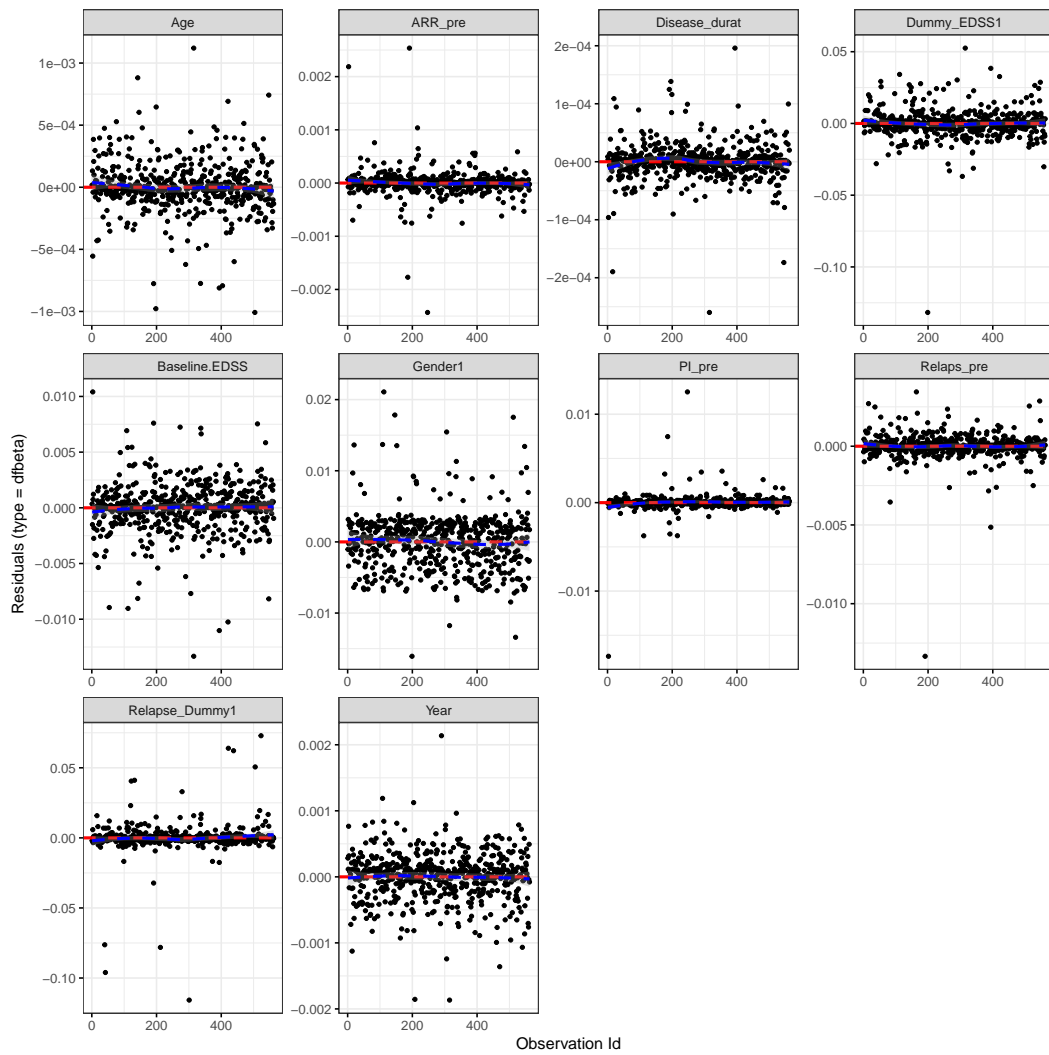 Age ARR_pre Disease_durat Dummy_EDSS1
1e−03 5e−04 0e+00 −5e−04 −1e−03
0.002 0.001 0.000 −0.001 −0.002
2e−04 1e−04 0e+00 −1e−04 −2e−04
0.05 0.00 −0.05 −0.10
0 200 400 0 200 400 0 200 400 0 200 400
Baseline.EDSS Gender1 PI_pre Relaps_pre
0.010 0.005 0.000 −0.005 −0.010
0.02 0.01 0.00 −0.01
0.01 0.00 −0.01
0.000 −0.005 −0.010
0 200 400 0 200 400 0 200 400 0 200 400
Relapse_Dummy1 Year
0.05 0.00 −0.05 −0.10
0.002 0.001 0.000 −0.001 −0.002
0 200 400 0 200 400
Residuals (type = dfbeta)
Observation Id